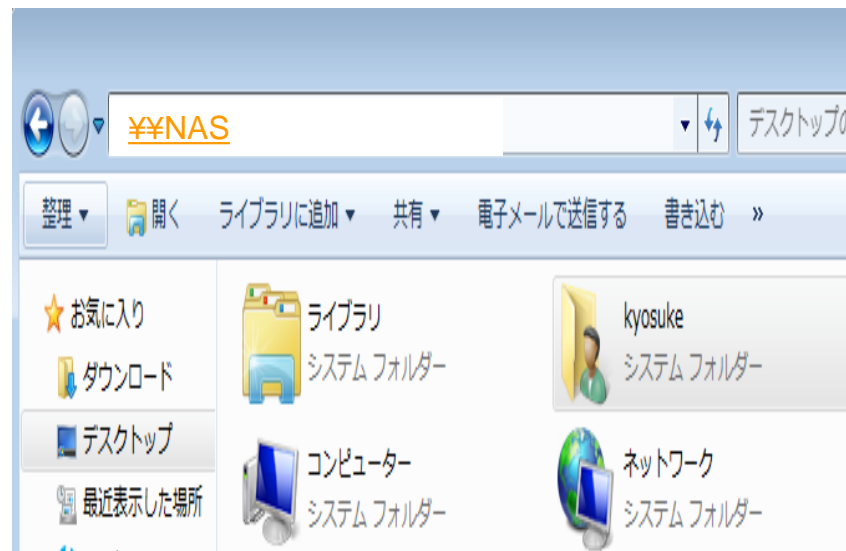 ¥¥NAS
デスクトップの
整理 開く ライブラリに追加 共有 電子メールで送信する 書き込む »
お気に入り
ダウンロード
デスクトップ
最近表示した場所
ライブラリ
システム フォルダー
kyosuke
システム フォルダー
コンピューター
システム フォルダー
ネットワーク
システム フォルダー